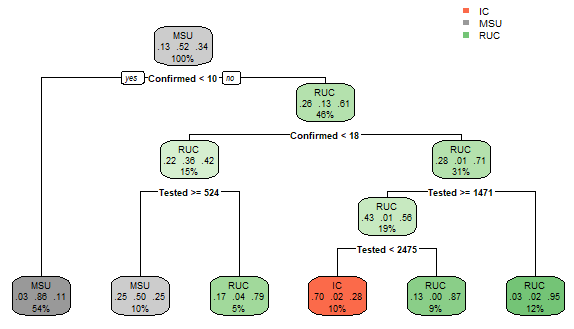 IC
MSU
RUC
MSU
.13 .52 .34
100%
yes Confirmed < 10 no
RUC
.26 .13 .61
46%
Confirmed < 18
RUC
.22 .36 .42
15%
RUC
.28 .01 .71
31%
Tested >= 524
Tested >= 1471
RUC
.43 .01 .56
19%
Tested < 2475
MSU
.03 .86 .11
54%
MSU
.25 .50 .25
10%
RUC
.17 .04 .79
5%
IC
.70 .02 .28
10%
RUC
.13 .00 .87
9%
RUC
.03 .02 .95
12%